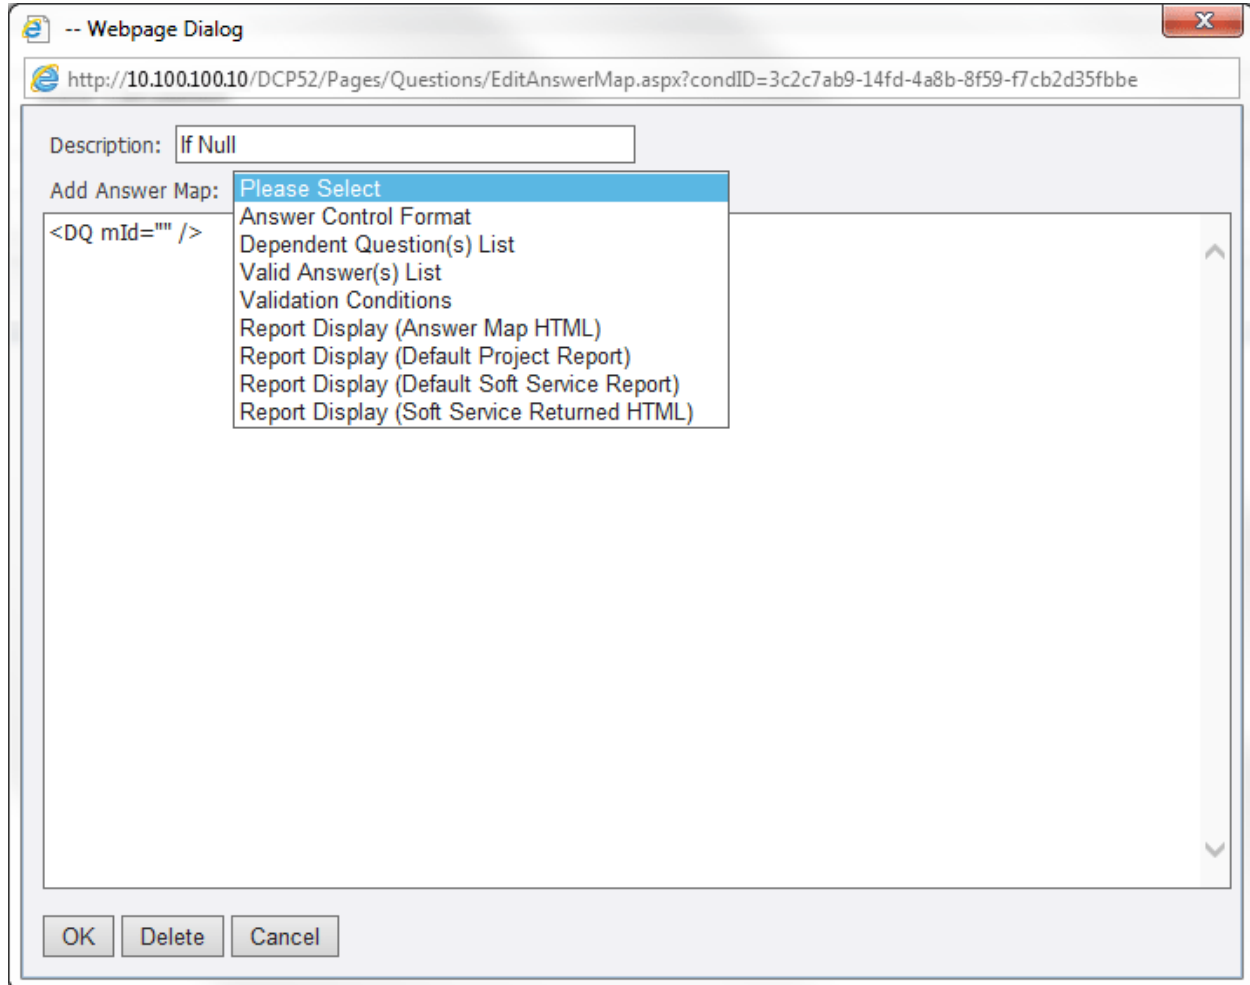 -- Webpage Dialog
X
http://10.100.100.10/DCP52/Pages/Questions/EditAnswerMap.aspx?condID=3c2c7ab9-14fd-4a8b-8f59-f7cb2d35fbbe
Description: If Null
Add Answer Map: Please Select
Answer Control Format
<DQ mId="" />
Dependent Question(s) List
Valid Answer(s) List
Validation Conditions
Report Display (Answer Map HTML)
Report Display (Default Project Report)
Report Display (Default Soft Service Report)
Report Display (Soft Service Returned HTML)
OK Delete Cancel